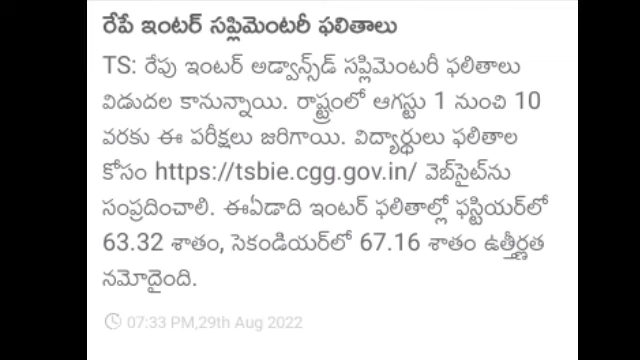 రేపే ఇంటర్ సప్లిమెంటరీ ఫలితాలు
TS: రేపు ఇంటర్ అడ్వాన్స్‌డ్ సప్లిమెంటరీ ఫలితాలు
విడుదల కానున్నాయి. రాష్ట్రంలో ఆగస్టు 1 నుంచి 10
వరకు ఈ పరీక్షలు జరిగాయి. విద్యార్థులు ఫలితాల
కోసం https://tsbie.cgg.gov.in/ వెబ్‌సైట్‌ను
సంప్రదించాలి. ఈఏడాది ఇంటర్ ఫలితాల్లో ఫస్టియర్‌లో
63.32 శాతం, సెకండియర్‌లో 67.16 శాతం ఉత్తీర్ణత
నమోదైంది.
07:33 PM,29th Aug 2022